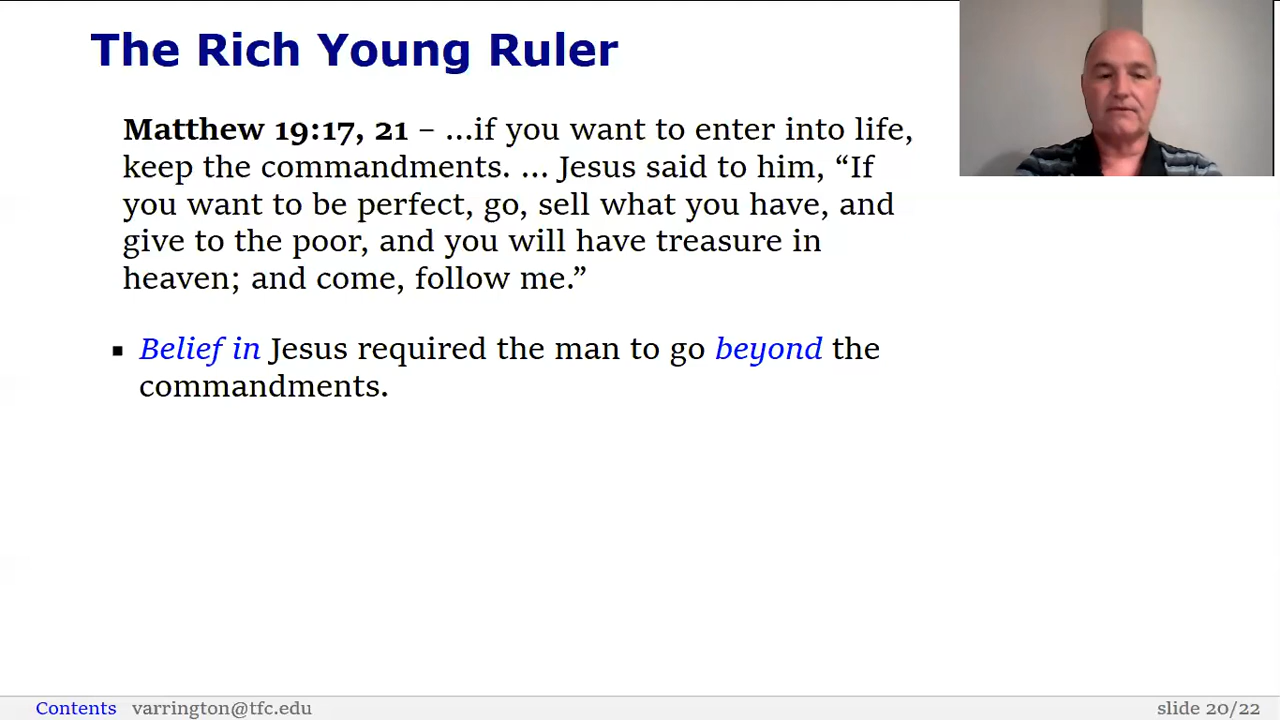 The Rich Young Ruler
Matthew 19:17, 21 – …if you want to enter into life,
keep the commandments. … Jesus said to him, “If
you want to be perfect, go, sell what you have, and
give to the poor, and you will have treasure in
heaven; and come, follow me.”
▪ Belief in Jesus required the man to go beyond the
commandments.
Contents varrington@tfc.edu slide 20/22